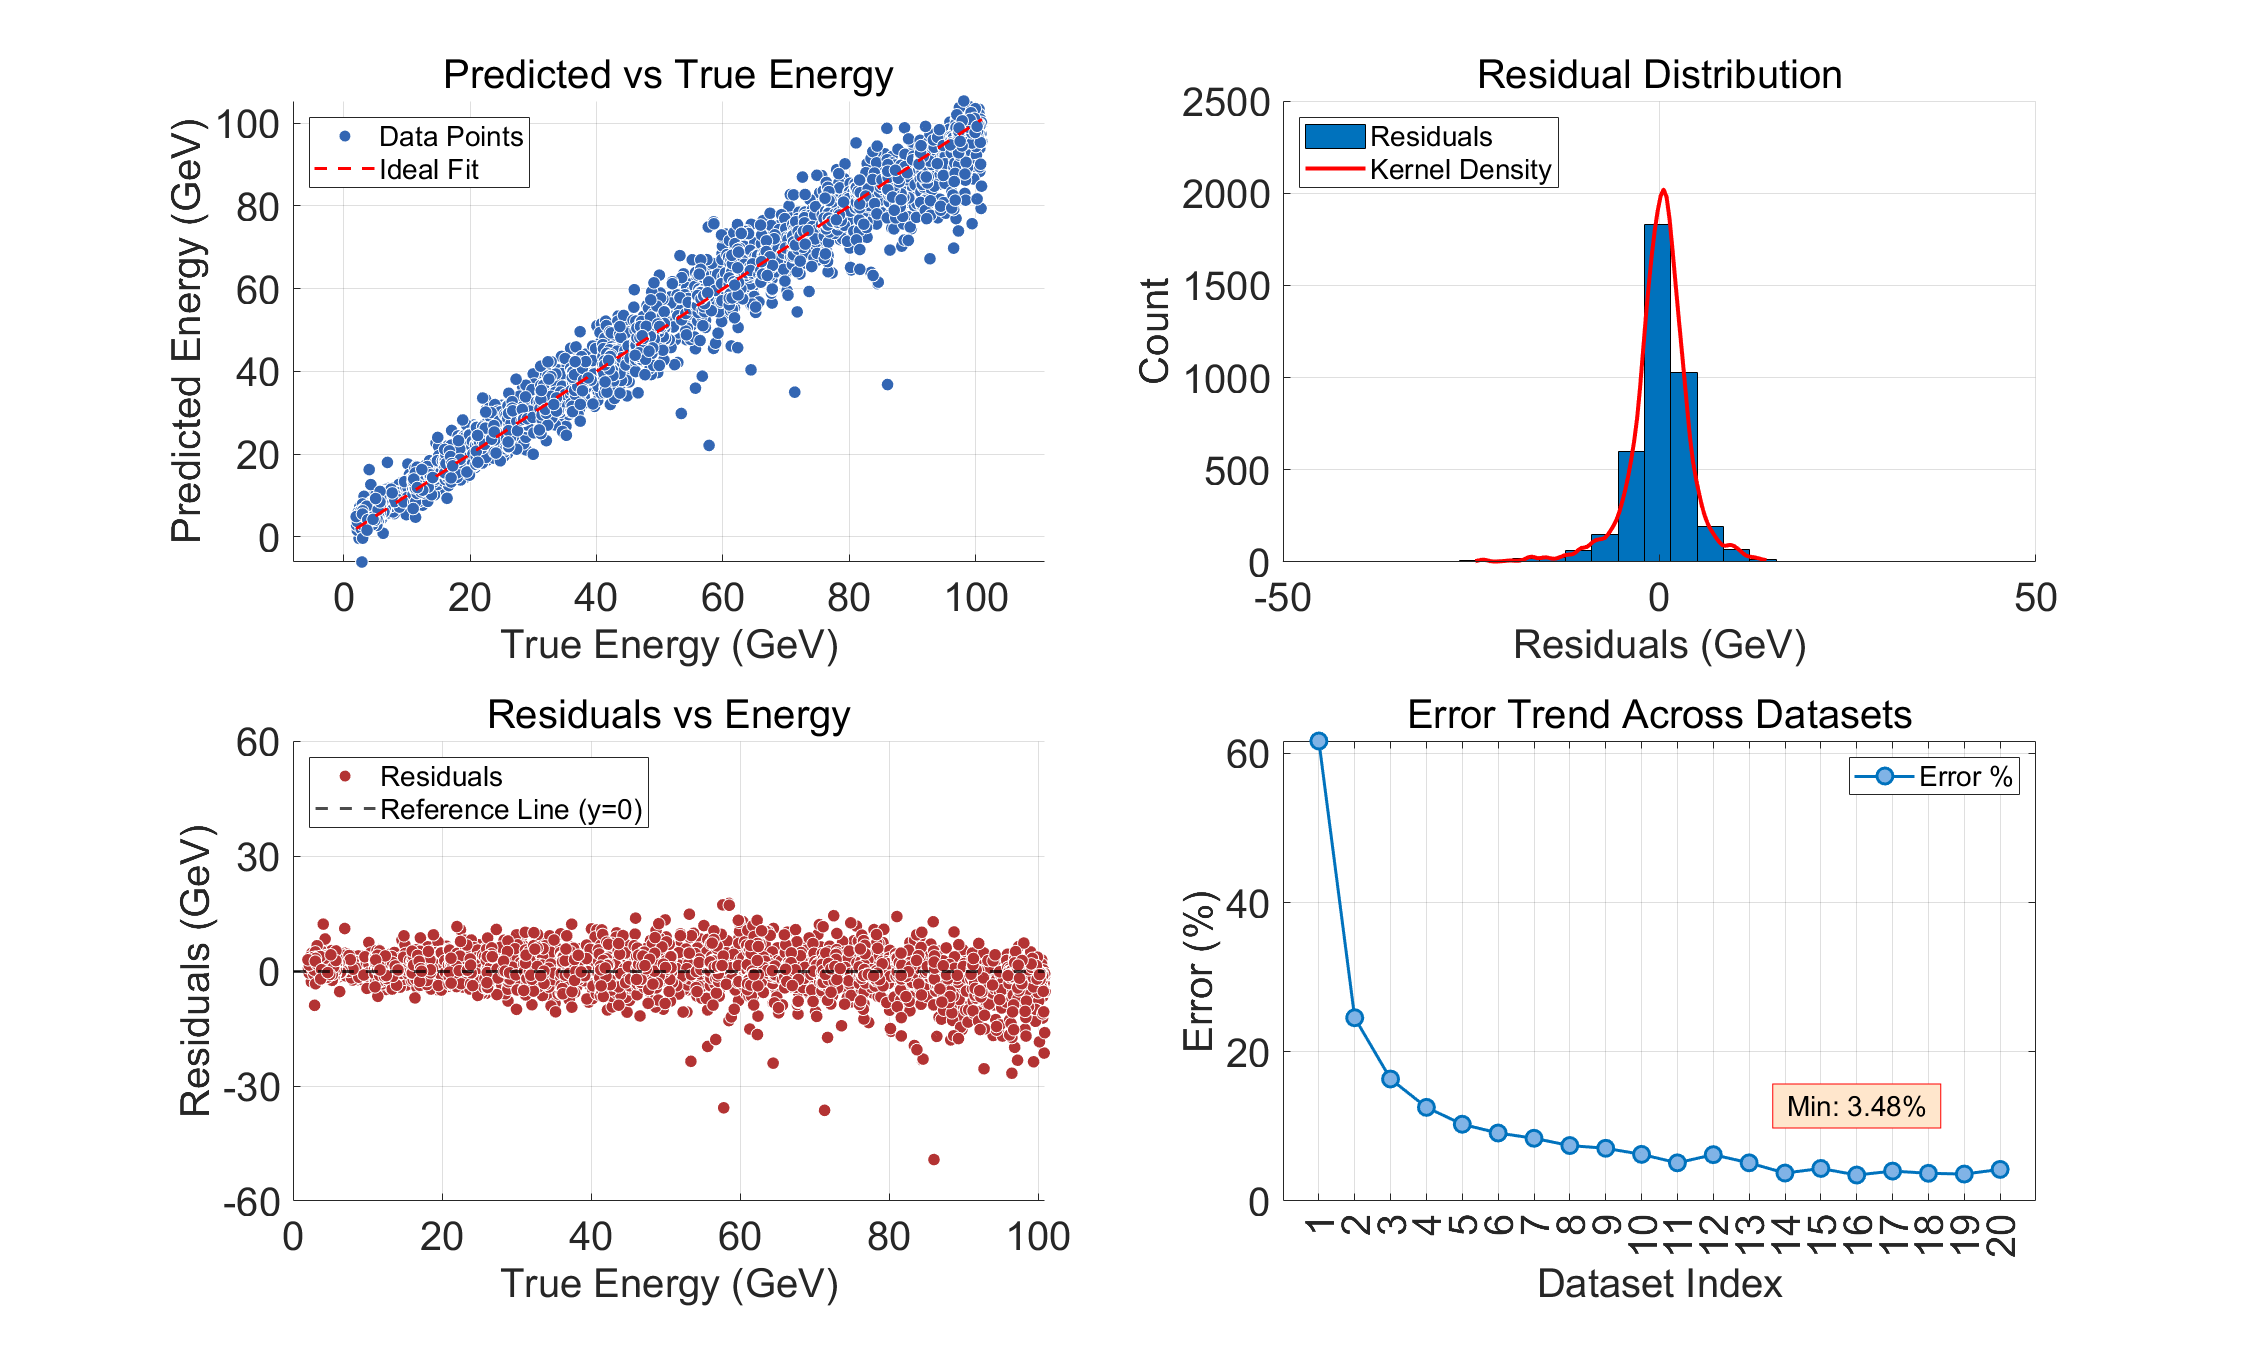 Predicted vs True Energy
Data Points
Ideal Fit
Predicted Energy (GeV)
100
80
60
40
20
0
0 20 40 60 80 100
True Energy (GeV)
Residual Distribution
Residuals
Kernel Density
Count
2500
2000
1500
1000
500
0
-50 0 50
Residuals (GeV)
Residuals vs Energy
Residuals
Reference Line (y=0)
Residuals (GeV)
60
30
0
-30
-60
0 20 40 60 80 100
True Energy (GeV)
Error Trend Across Datasets
Error %
Error (%)
60
40
20
0
Min: 3.48%
1 2 3 4 5 6 7 8 9 10 11 12 13 14 15 16 17 18 19 20
Dataset Index